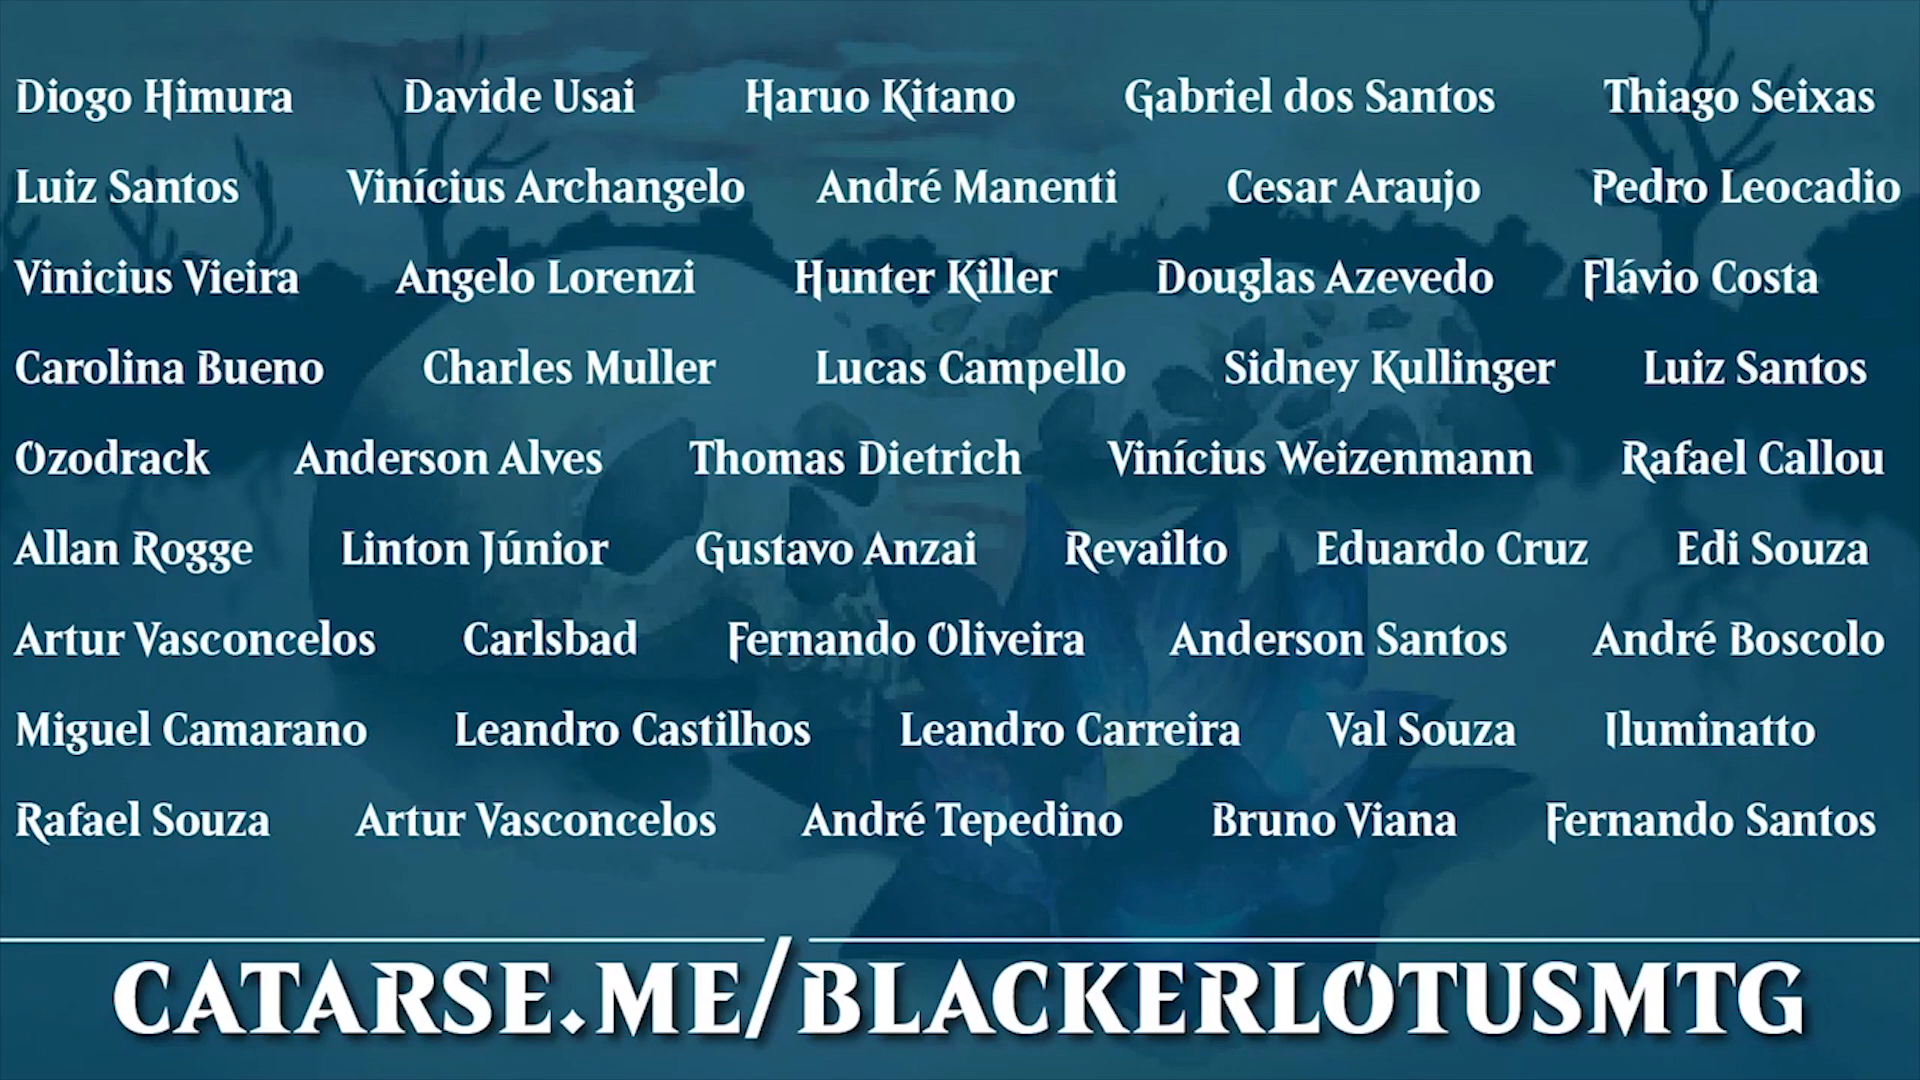 Diogo Himura Davide Usai Haruo Kitano Gabriel dos Santos Thiago Seixas
Luiz Santos Vinícius Archangelo André Manenti Cesar Araujo Pedro Leocadio
Vinicius Vieira Angelo Lorenzi Hunter Killer Douglas Azevedo Flávio Costa
Carolina Bueno Charles Muller Lucas Campello Sidney Kullinger Luiz Santos
Ozodrack Anderson Alves Thomas Dietrich Vinícius Weizenmann Rafael Callou
Allan Rogge Linton Júnior Gustavo Anzai Revailto Eduardo Cruz Edi Souza
Artur Vasconcelos Carlsbad Fernando Oliveira Anderson Santos André Boscolo
Miguel Camarano Leandro Castilhos Leandro Carreira Val Souza Iluminatto
Rafael Souza Artur Vasconcelos André Tepedino Bruno Viana Fernando Santos
CATARSE.ME/BLACKERLOTUSMTG